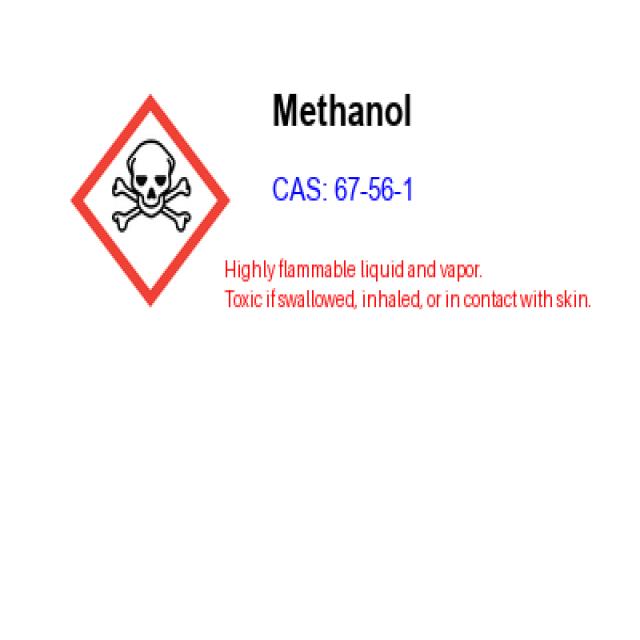 Methanol
CAS: 67-56-1
Highly flammable liquid and vapor.
Toxic if swallowed, inhaled, or in contact with skin.